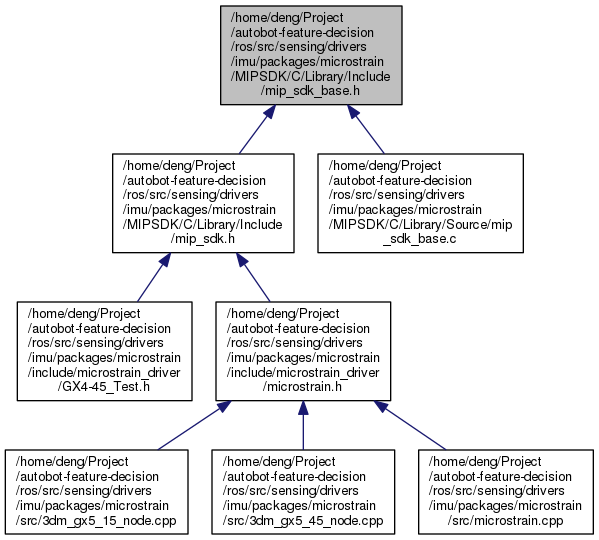 /home/deng/Project
/autobot-feature-decision
/ros/src/sensing/drivers
/imu/packages/microstrain
/MIPSDK/C/Library/Include
/mip_sdk_base.h
/home/deng/Project
/autobot-feature-decision
/ros/src/sensing/drivers
/imu/packages/microstrain
/MIPSDK/C/Library/Include
/mip_sdk.h
/home/deng/Project
/autobot-feature-decision
/ros/src/sensing/drivers
/imu/packages/microstrain
/MIPSDK/C/Library/Source/mip
_sdk_base.c
/home/deng/Project
/autobot-feature-decision
/ros/src/sensing/drivers
/imu/packages/microstrain
/include/microstrain_driver
/GX4-45_Test.h
/home/deng/Project
/autobot-feature-decision
/ros/src/sensing/drivers
/imu/packages/microstrain
/include/microstrain_driver
/microstrain.h
/home/deng/Project
/autobot-feature-decision
/ros/src/sensing/drivers
/imu/packages/microstrain
/src/3dm_gx5_15_node.cpp
/home/deng/Project
/autobot-feature-decision
/ros/src/sensing/drivers
/imu/packages/microstrain
/src/3dm_gx5_45_node.cpp
/home/deng/Project
/autobot-feature-decision
/ros/src/sensing/drivers
/imu/packages/microstrain
/src/microstrain.cpp